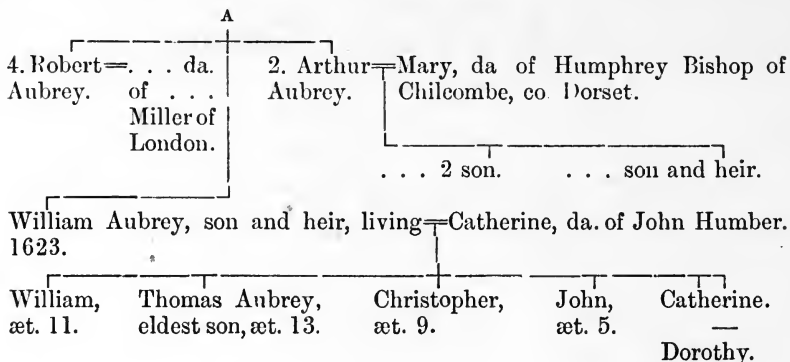 A
4. Robert=. . . da. 2. Arthur=Mary, da of Humphrey Bishop of
Aubrey. of . . . Aubrey. Chilcombe, co Dorset.
Miller of
London.
. . . 2 son. . . . son and heir.
William Aubrey, son and heir, living=Catherine, da. of John Humber.
1623.
William, Thomas Aubrey, Christopher, John, Catherine.
æt. 11. eldest son, æt. 13. æt. 9. æt. 5. —
Dorothy.